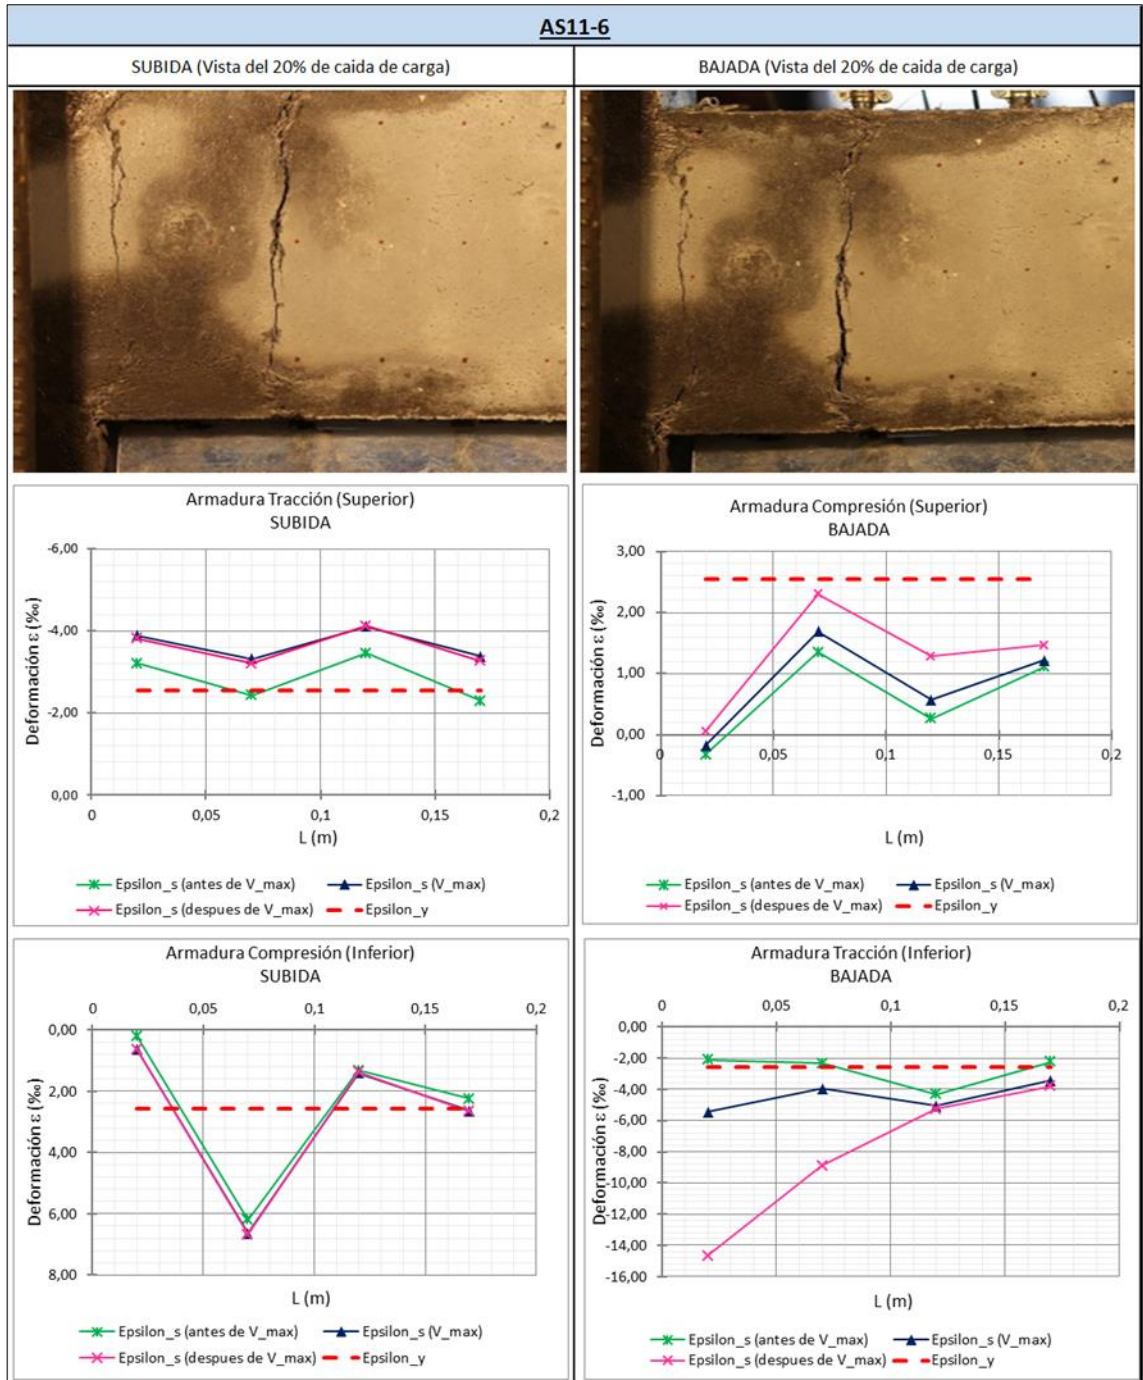 AS11-6
SUBIDA (Vista del 20% de caida de carga)
BAJADA (Vista del 20% de caida de carga)
Armadura Tracción (Superior)
SUBIDA
-6,00
-4,00
-2,00
0,00
0
0,05
0,1
0,15
0,2
Deformación ε (‰)
L (m)
Epsilon_s (antes de V_max)
Epsilon_s (V_max)
Epsilon_s (despues de V_max)
Epsilon_y
Armadura Compresión (Superior)
BAJADA
3,00
2,00
1,00
0,00
-1,00
0
0,05
0,1
0,15
0,2
Deformación ε (‰)
L (m)
Epsilon_s (antes de V_max)
Epsilon_s (V_max)
Epsilon_s (despues de V_max)
Epsilon_y
Armadura Compresión (Inferior)
SUBIDA
0
0,05
0,1
0,15
0,2
0,00
2,00
4,00
6,00
8,00
Deformación ε (‰)
L (m)
Epsilon_s (antes de V_max)
Epsilon_s (V_max)
Epsilon_s (despues de V_max)
Epsilon_y
Armadura Tracción (Inferior)
BAJADA
0
0,05
0,1
0,15
0,2
0,00
-2,00
-4,00
-6,00
-8,00
-10,00
-12,00
-14,00
-16,00
Deformación ε (‰)
L (m)
Epsilon_s (antes de V_max)
Epsilon_s (V_max)
Epsilon_s (despues de V_max)
Epsilon_y